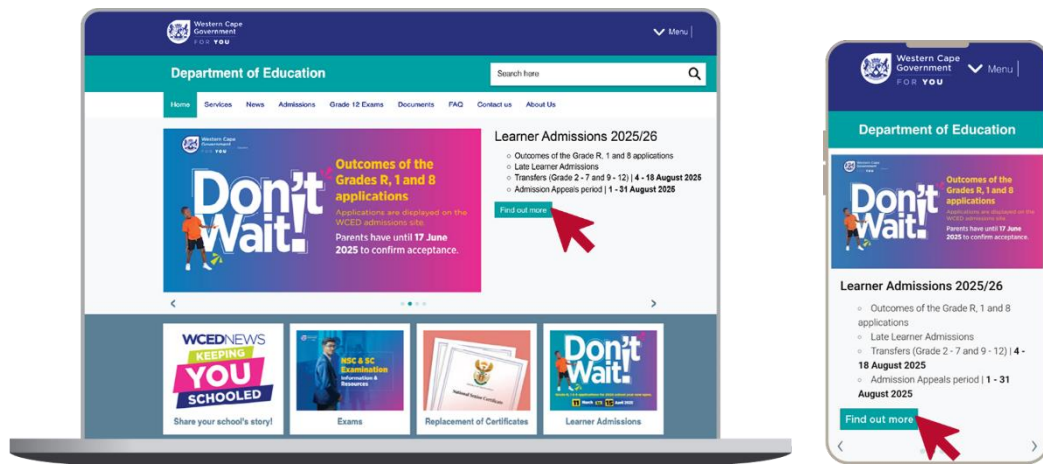 Western Cape
Government
FOR YOU
Menu
Department of Education
Search here
Home Services News Admissions Grade 12 Exams Documents FAQ Contact us About Us
Western Cape
Government
FOR YOU
Don't
Wait!
Outcomes of the
Grades R, 1 and 8
applications
Applications are displayed on the
WCED admissions site.
Parents have until 17 June
2025 to confirm acceptance.
Learner Admissions 2025/26
Outcomes of the Grade R, 1 and 8 applications
Late Learner Admissions
Transfers (Grade 2 - 7 and 9 - 12) | 4 - 18 August 2025
Admission Appeals period | 1 - 31 August 2025
Find out more
WCEDNEWS
KEEPING
YOU
SCHOOLED
Share your school's story!
NSC & SC
Examination
Information &
Resources
Exams
National Senior Certificate
Replacement of Certificates
Don't
Wait!
11 March 15 April 2025
Learner Admissions
Western Cape
Government
FOR YOU
Menu
Department of Education
Western Cape
Government
Don't
Wait!
Outcomes of the
Grades R, 1 and 8
applications
Applications are displayed on the
WCED admissions site.
Parents have until 17 June
2025 to confirm acceptance.
Learner Admissions 2025/26
Outcomes of the Grade R, 1 and 8
applications
Late Learner Admissions
Transfers (Grade 2 - 7 and 9 - 12) | 4 -
18 August 2025
Admission Appeals period | 1 - 31
August 2025
Find out more